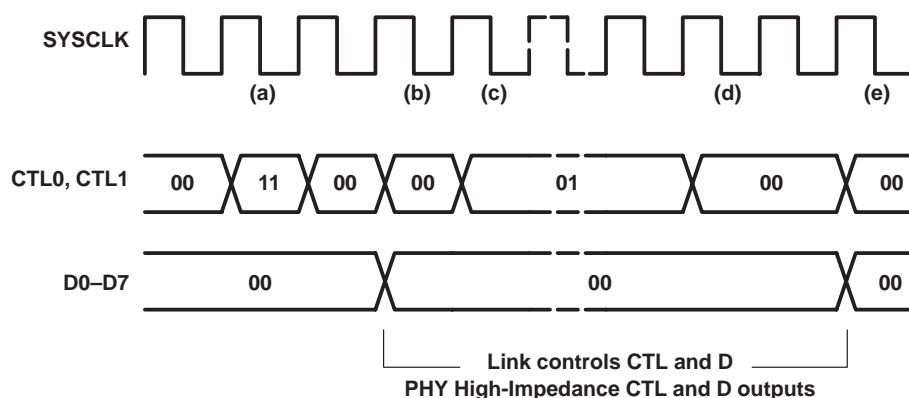 SYSCLK
(a) (b) (c) (d) (e)
CTL0, CTL1 00 11 00 00 01 00 00
D0–D7 00 00 00
Link controls CTL and D
PHY High-Impedance CTL and D outputs